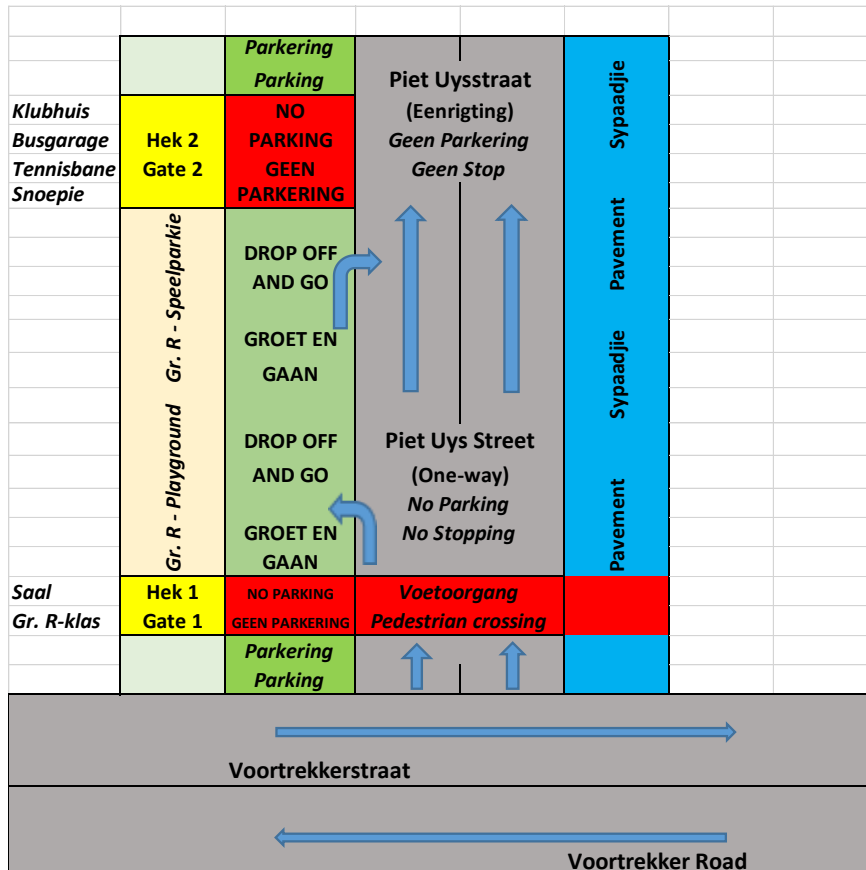 Parkering
Parking
Klubhuis
Busgarage
Tennisbane
Snoepie
Hek 2
Gate 2
NO
PARKING
GEEN
PARKERING
Piet Uysstraat
(Eenrigting)
Geen Parkering
Geen Stop
Sypaadjie
Pavement
Sypaadjie
Pavement
Gr. R - Playground Gr. R - Speelparkie
DROP OFF
AND GO
GROET EN
GAAN
DROP OFF
AND GO
GROET EN
GAAN
Piet Uys Street
(One-way)
No Parking
No Stopping
Saal
Gr. R-klas
Hek 1
Gate 1
NO PARKING
GEEN PARKERING
Voetoorgang
Pedestrian crossing
Parkering
Parking
Voortrekkerstraat
Voortrekker Road